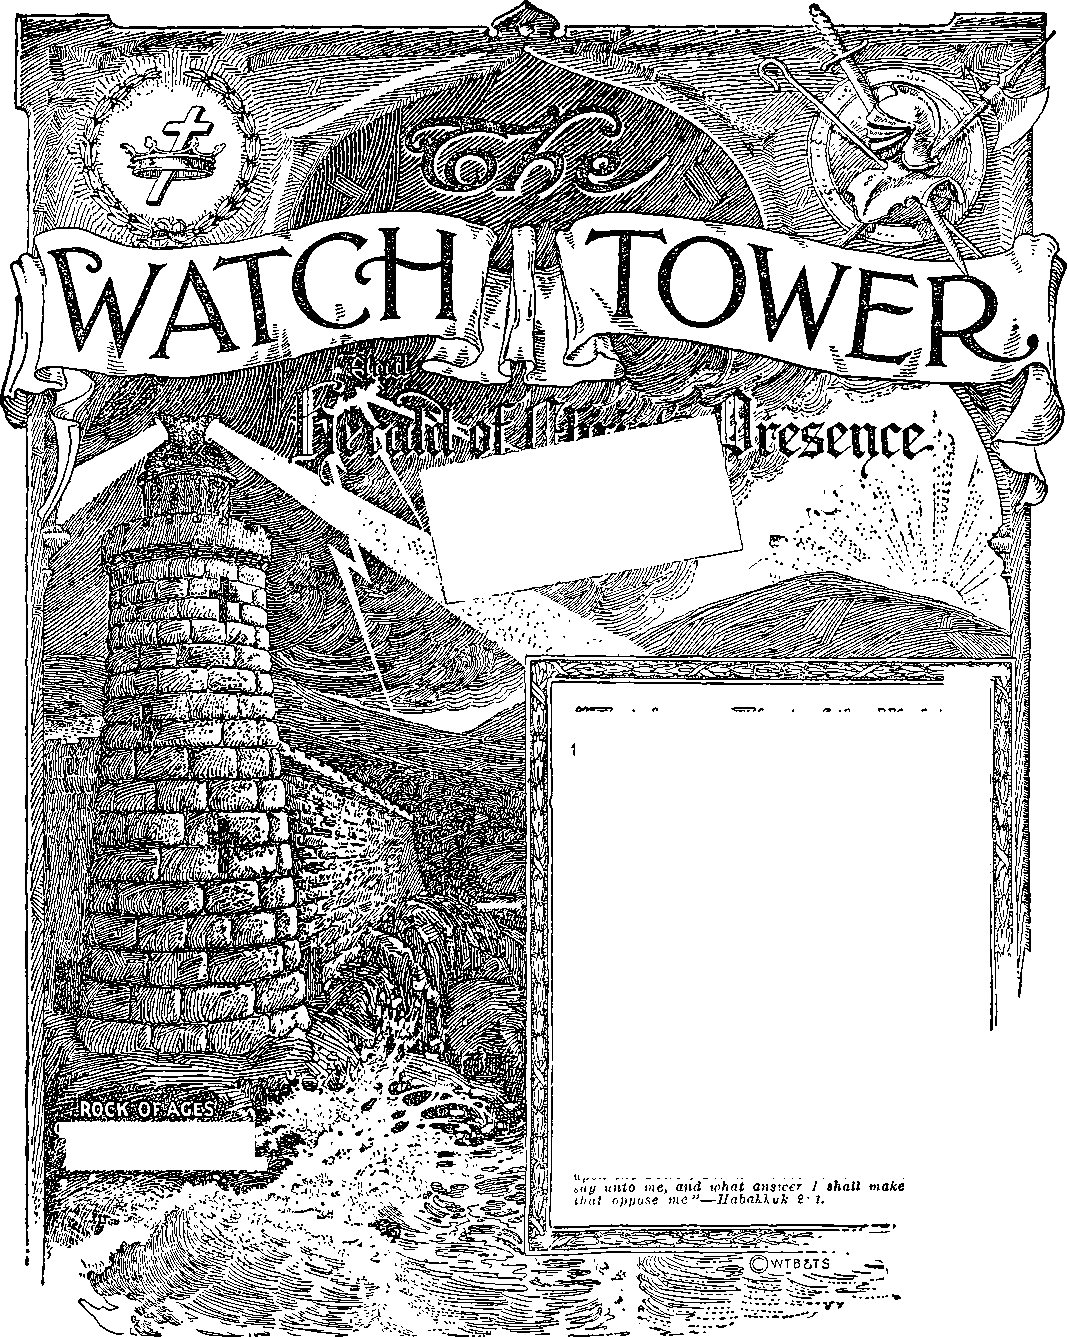 The
WATCH TOWER
Herald of Presence
ROCK OF AGES
say unto me, and what answer I shall make
that oppose me"—Habakkuk 2:1.
©WTB&TS